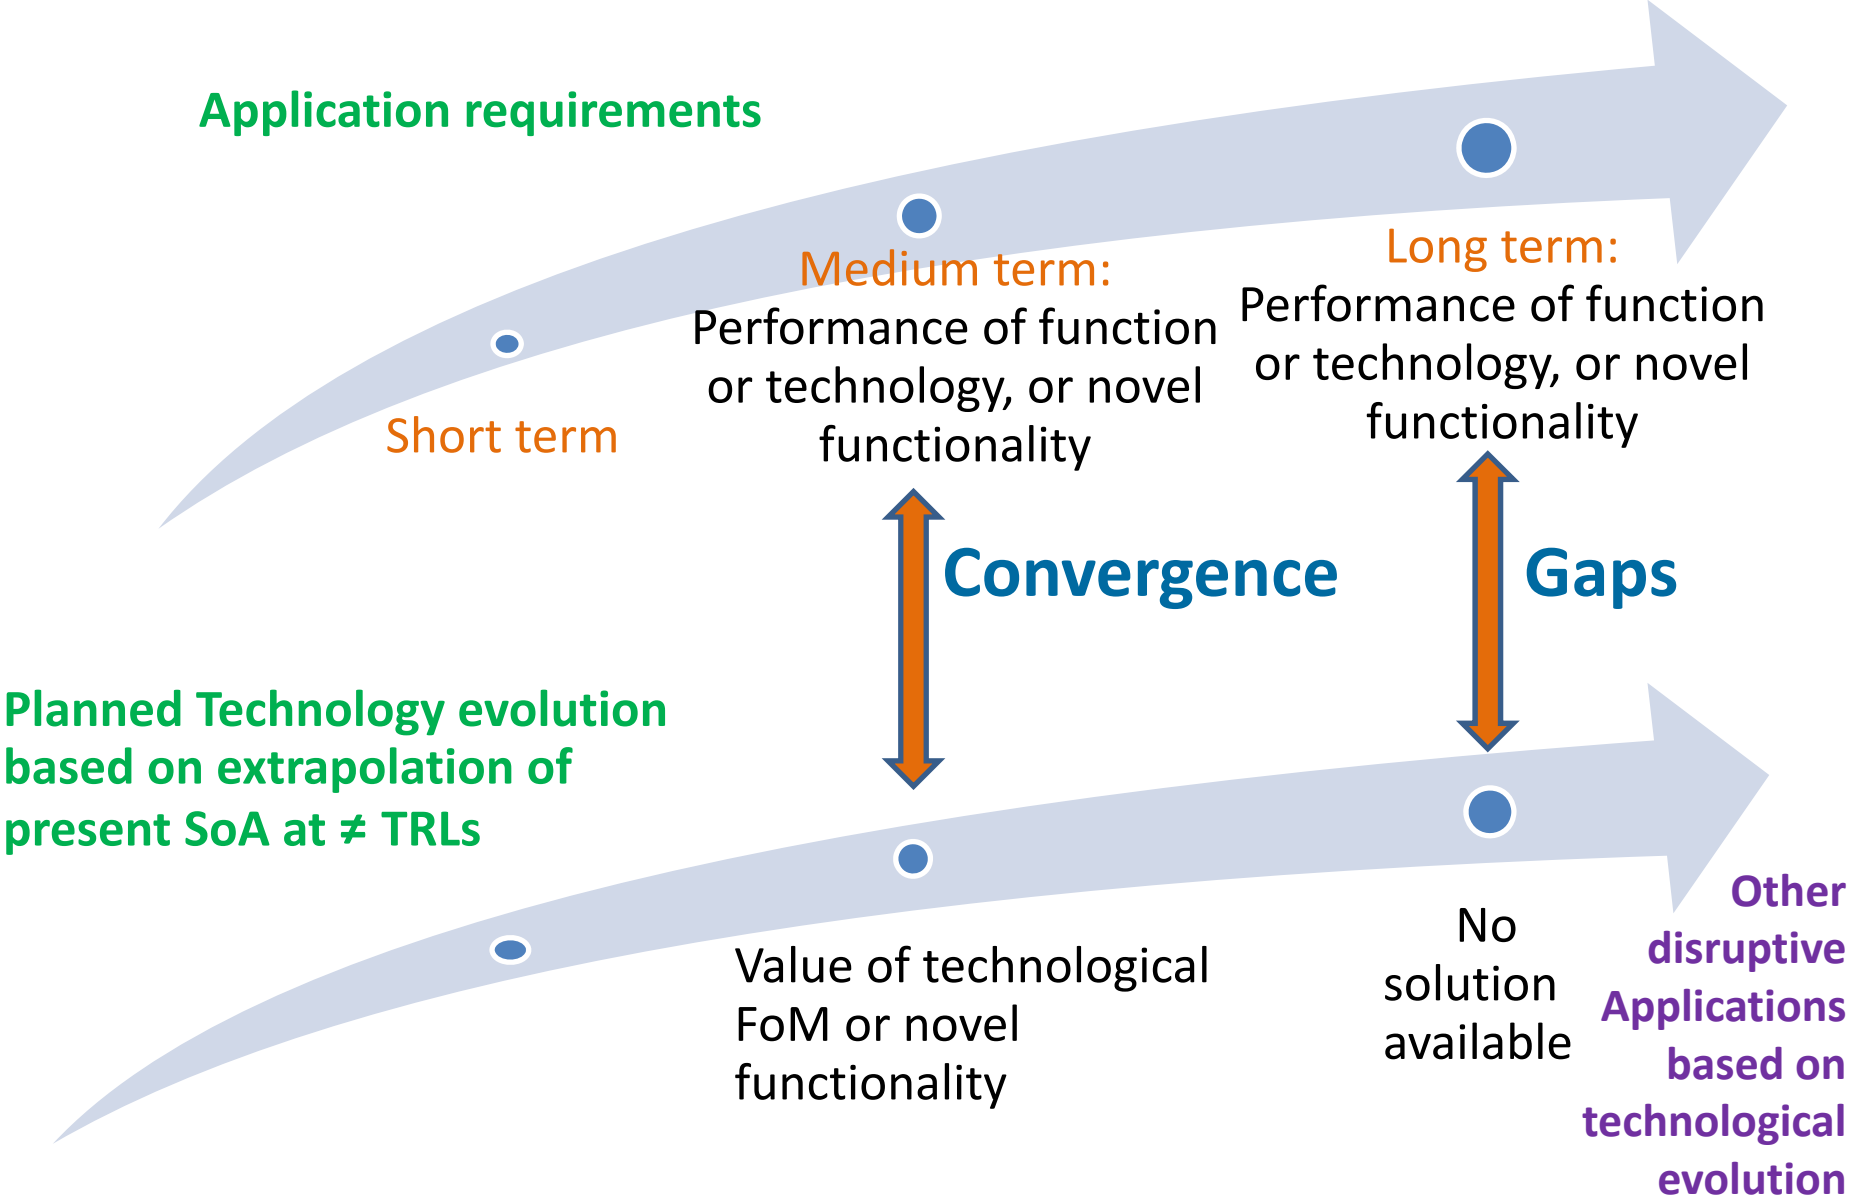 Application requirements
Short term
Medium term:
Performance of function
or technology, or novel
functionality
Long term:
Performance of function
or technology, or novel
functionality
Convergence
Gaps
Planned Technology evolution
based on extrapolation of
present SoA at ≠ TRLs
Value of technological
FoM or novel
functionality
No
solution
available
Other
disruptive
Applications
based on
technological
evolution